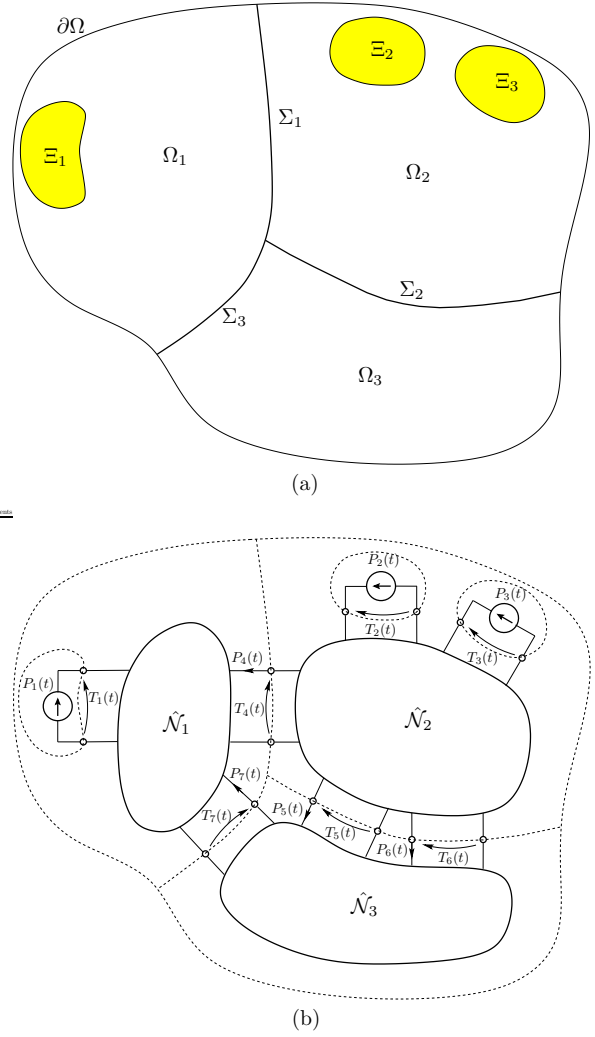 ∂Ω
Ξ₂
Ξ₃
Σ₁
Ξ₁
Ω₁
Ω₂
Σ₂
Σ₃
Ω₃
(a)
ents
P₂(t)
P₃(t)
T₂(t)
T₃(t)
P₄(t)
P₁(t)
T₁(t)
T₄(t)
𝒩̂₁
𝒩̂₂
P₇(t)
P₅(t)
T₇(t)
T₅(t)
P₆(t)
T₆(t)
𝒩̂₃
(b)